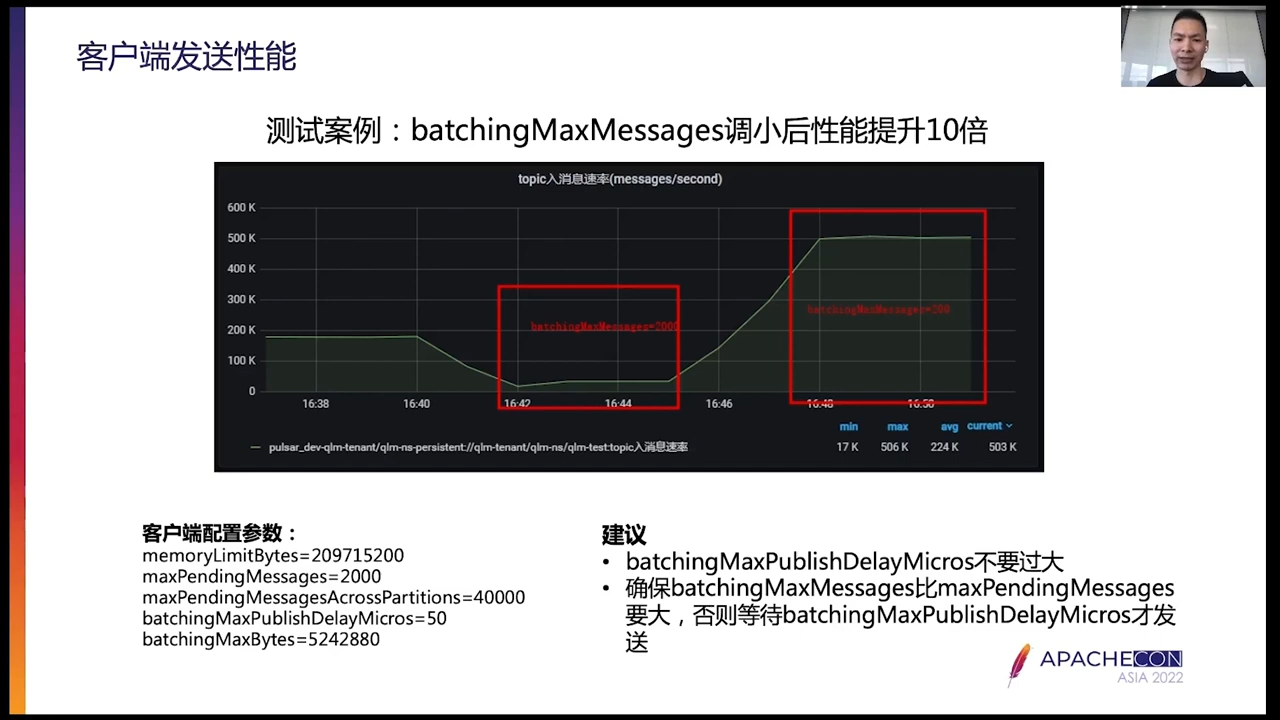 客户端发送性能
测试案例：batchingMaxMessages调小后性能提升10倍
topic入消息速率(messages/second)
600 K
500 K
400 K
300 K
200 K
100 K
0
batchingMaxMessages=2000
batchingMaxMessages=200
16:38 16:40 16:42 16:44 16:46 16:48 16:50
min max avg current
pulsar_dev-qlm-tenant/qlm-ns-persistent://qlm-tenant/qlm-ns/qlm-test:topic入消息速率 17 K 506 K 224 K 503 K
客户端配置参数：
memoryLimitBytes=209715200
maxPendingMessages=2000
maxPendingMessagesAcrossPartitions=40000
batchingMaxPublishDelayMicros=50
batchingMaxBytes=5242880
建议
• batchingMaxPublishDelayMicros不要过大
• 确保batchingMaxMessages比maxPendingMessages
要大，否则等待batchingMaxPublishDelayMicros才发
送
APACHECON
ASIA 2022